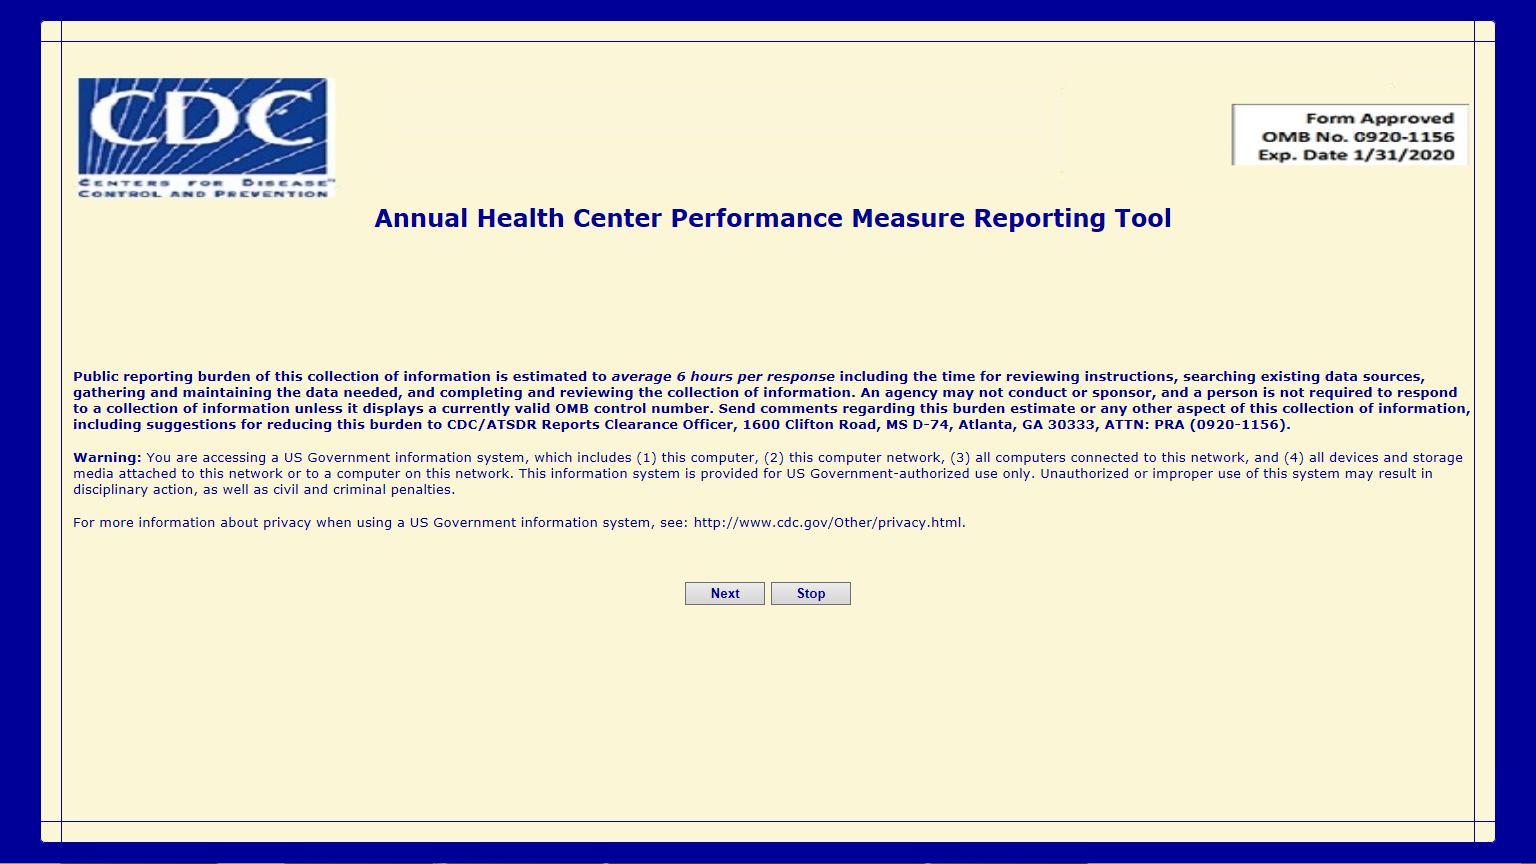 CDC
CENTERS FOR DISEASE
CONTROL AND PREVENTION
Form Approved
OMB No. 0920-1156
Exp. Date 1/31/2020
Annual Health Center Performance Measure Reporting Tool
Public reporting burden of this collection of information is estimated to average 6 hours per response including the time for reviewing instructions, searching existing data sources,
gathering and maintaining the data needed, and completing and reviewing the collection of information. An agency may not conduct or sponsor, and a person is not required to respond
to a collection of information unless it displays a currently valid OMB control number. Send comments regarding this burden estimate or any other aspect of this collection of information,
including suggestions for reducing this burden to CDC/ATSDR Reports Clearance Officer, 1600 Clifton Road, MS D-74, Atlanta, GA 30333, ATTN: PRA (0920-1156).
Warning: You are accessing a US Government information system, which includes (1) this computer, (2) this computer network, (3) all computers connected to this network, and (4) all devices and storage
media attached to this network or to a computer on this network. This information system is provided for US Government-authorized use only. Unauthorized or improper use of this system may result in
disciplinary action, as well as civil and criminal penalties.
For more information about privacy when using a US Government information system, see: http://www.cdc.gov/Other/privacy.html.
Next Stop